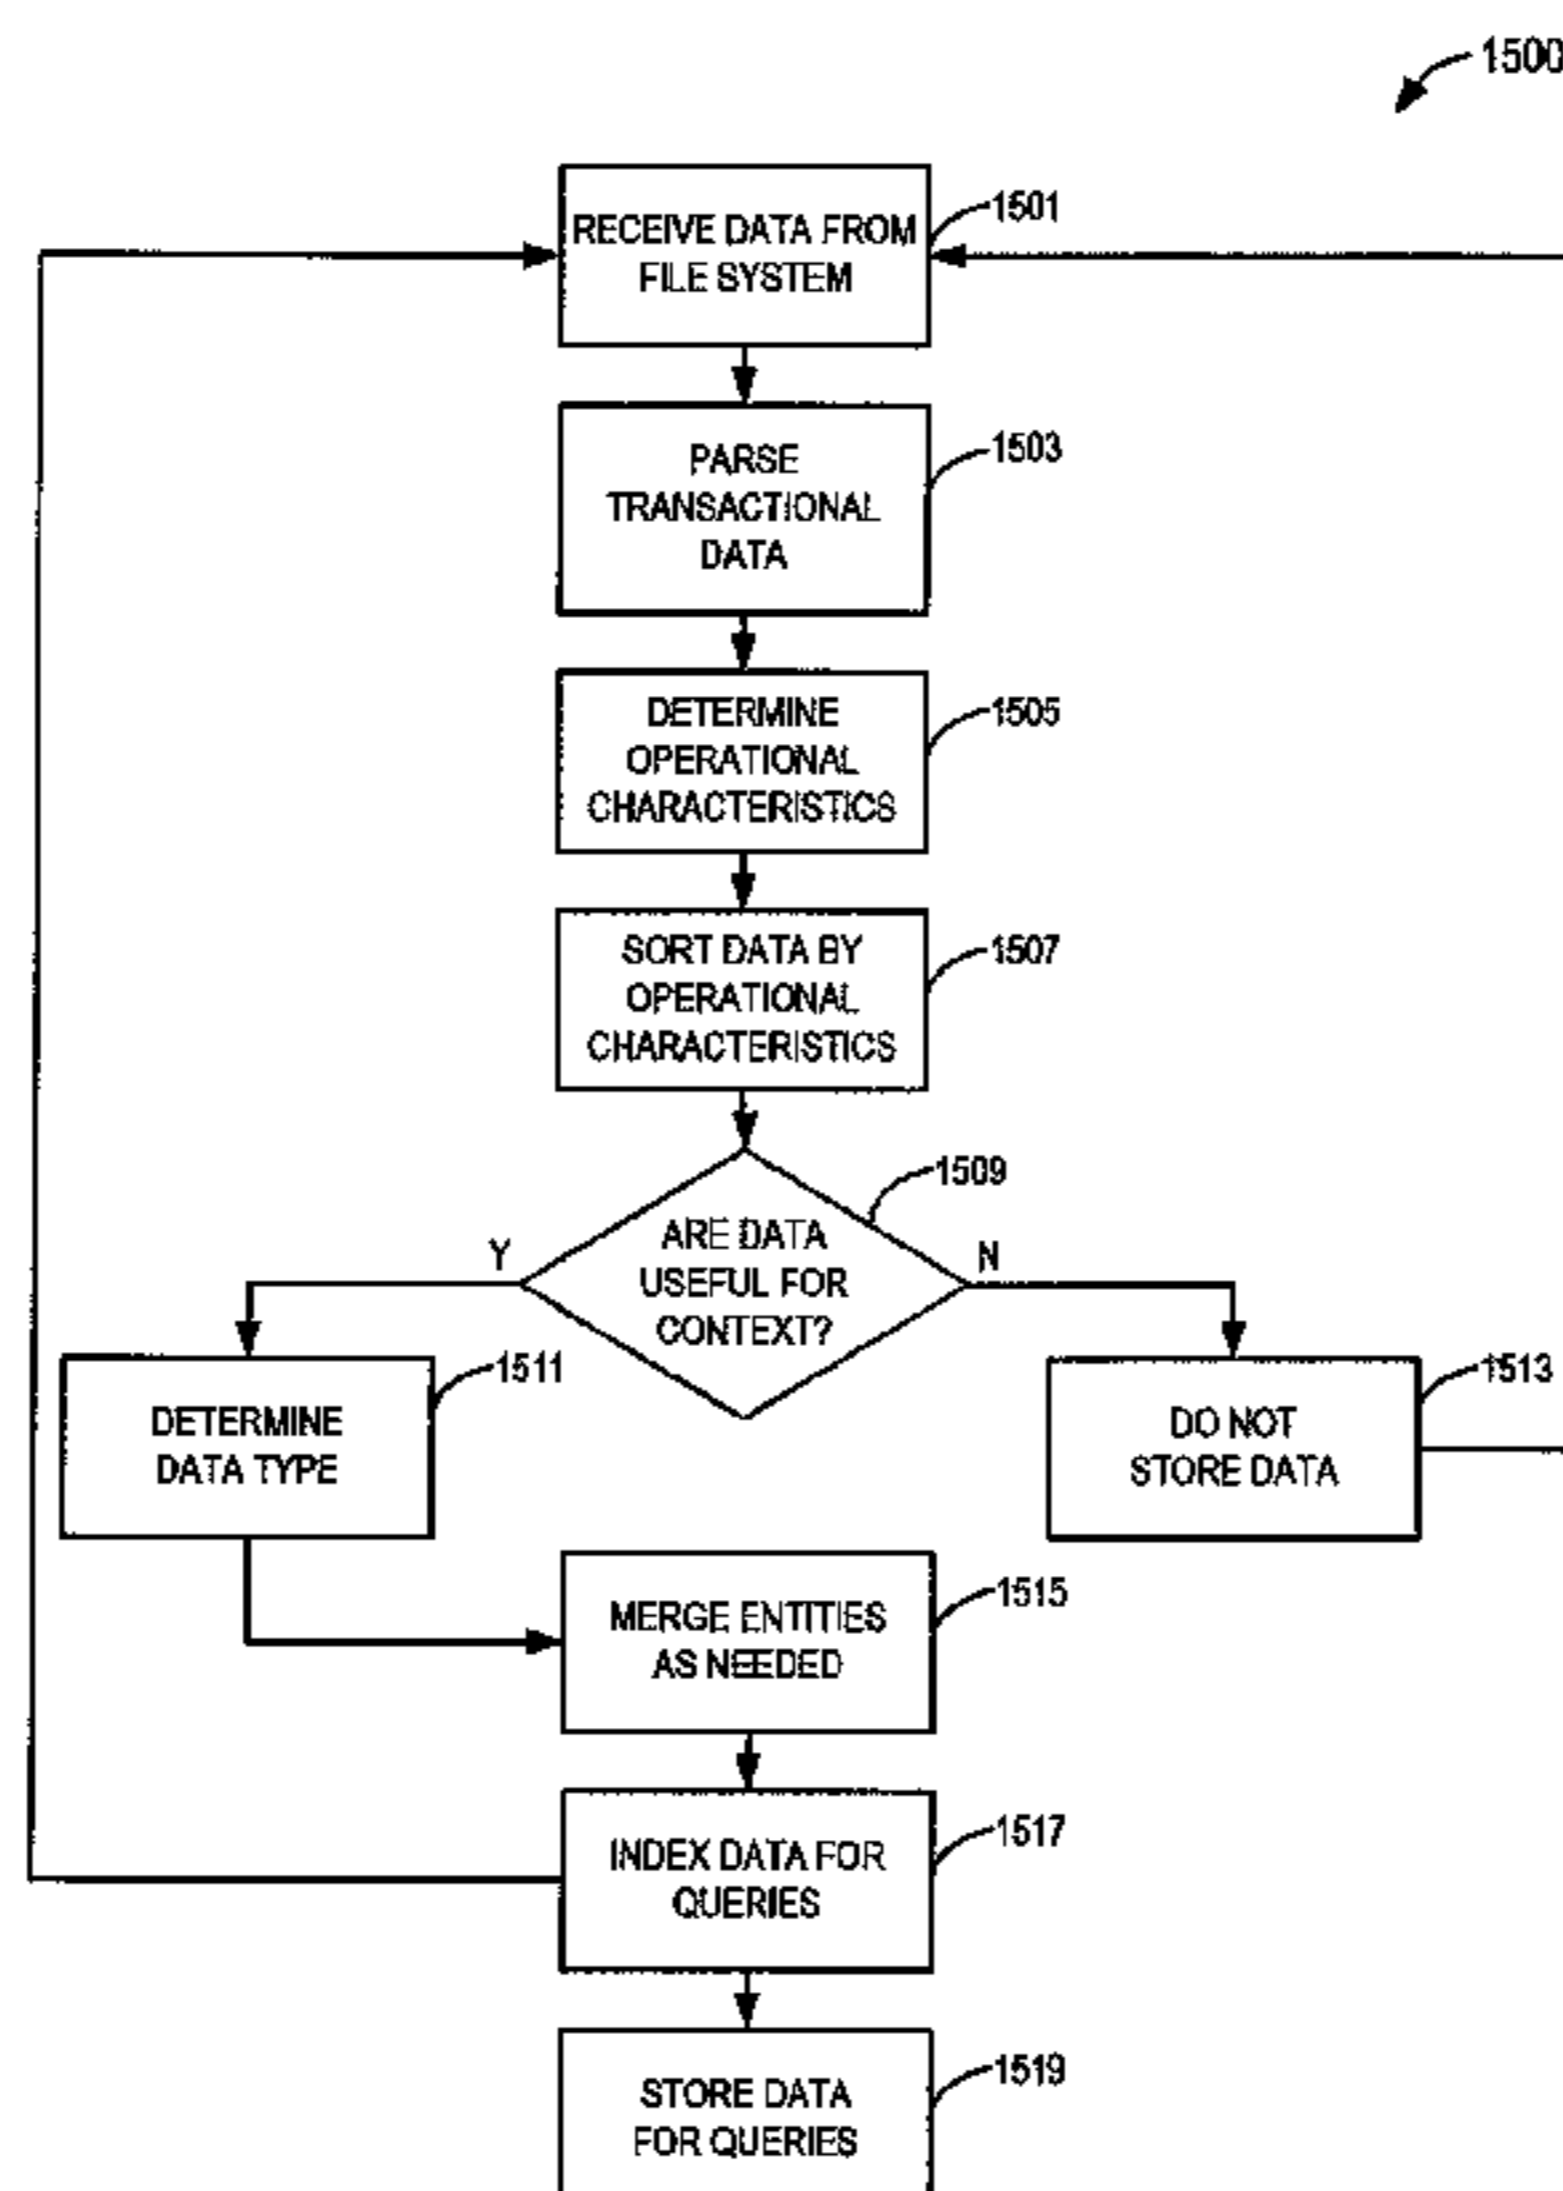 1500
RECEIVE DATA FROM
FILE SYSTEM
1501
PARSE
TRANSACTIONAL
DATA
1503
DETERMINE
OPERATIONAL
CHARACTERISTICS
1505
SORT DATA BY
OPERATIONAL
CHARACTERISTICS
1507
ARE DATA
USEFUL FOR
CONTEXT?
1509
Y
N
DETERMINE
DATA TYPE
1511
DO NOT
STORE DATA
1513
MERGE ENTITIES
AS NEEDED
1515
INDEX DATA FOR
QUERIES
1517
STORE DATA
FOR QUERIES
1519